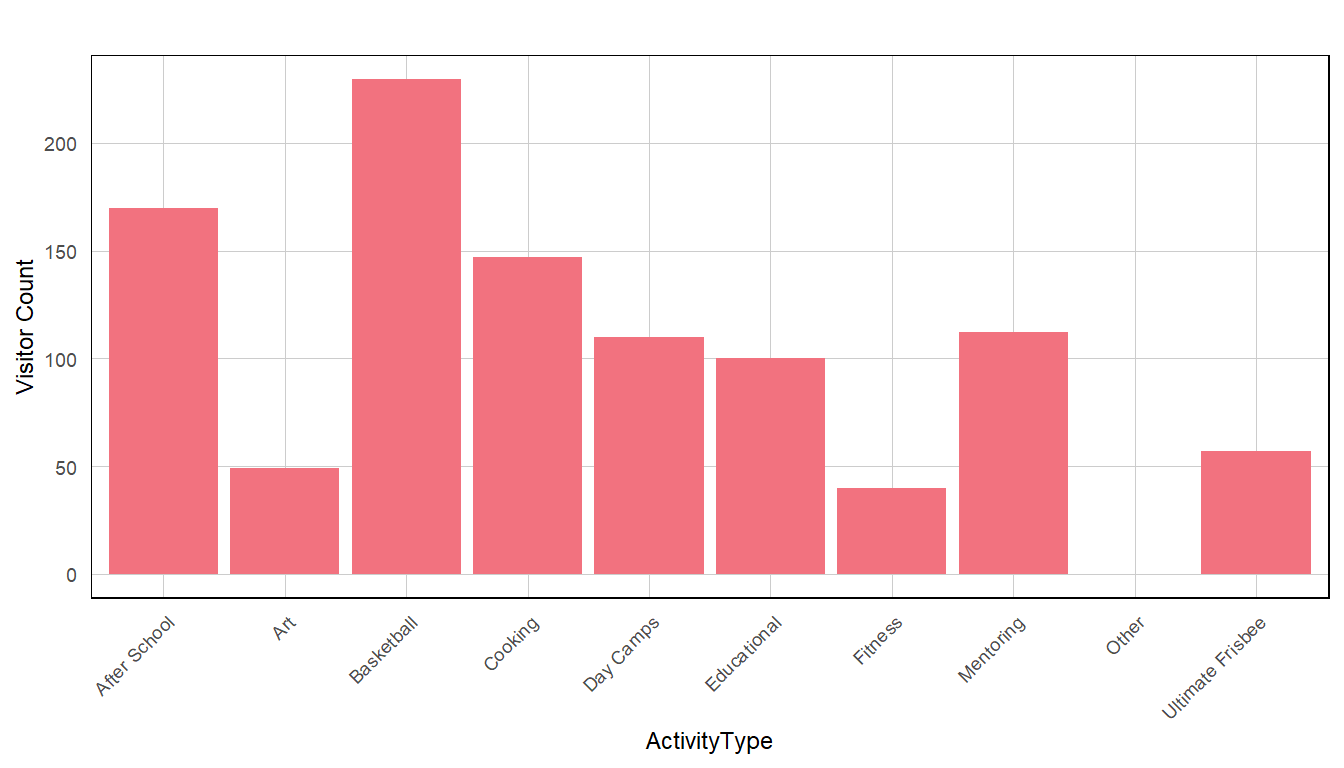 Visitor Count
200
150
100
50
0
After School
Art
Basketball
Cooking
Day Camps
Educational
Fitness
Mentoring
Other
Ultimate Frisbee
ActivityType